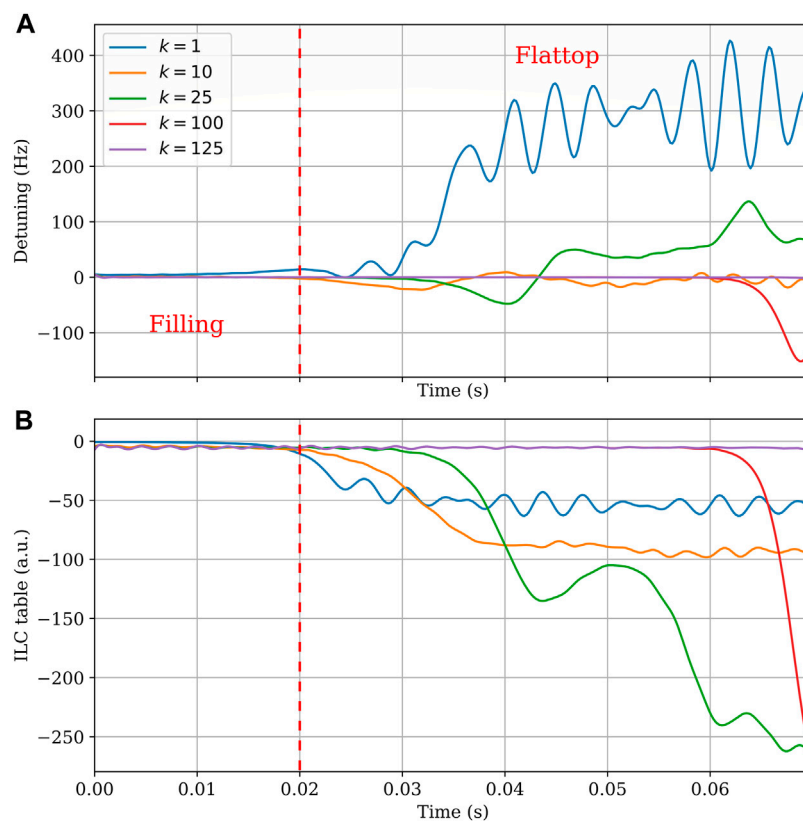 A
k = 1
k = 10
k = 25
k = 100
k = 125
Flattop
Filling
400
300
200
100
0
−100
Detuning (Hz)
Time (s)
B
0
−50
−100
−150
−200
−250
ILC table (a.u.)
0.00 0.01 0.02 0.03 0.04 0.05 0.06
Time (s)